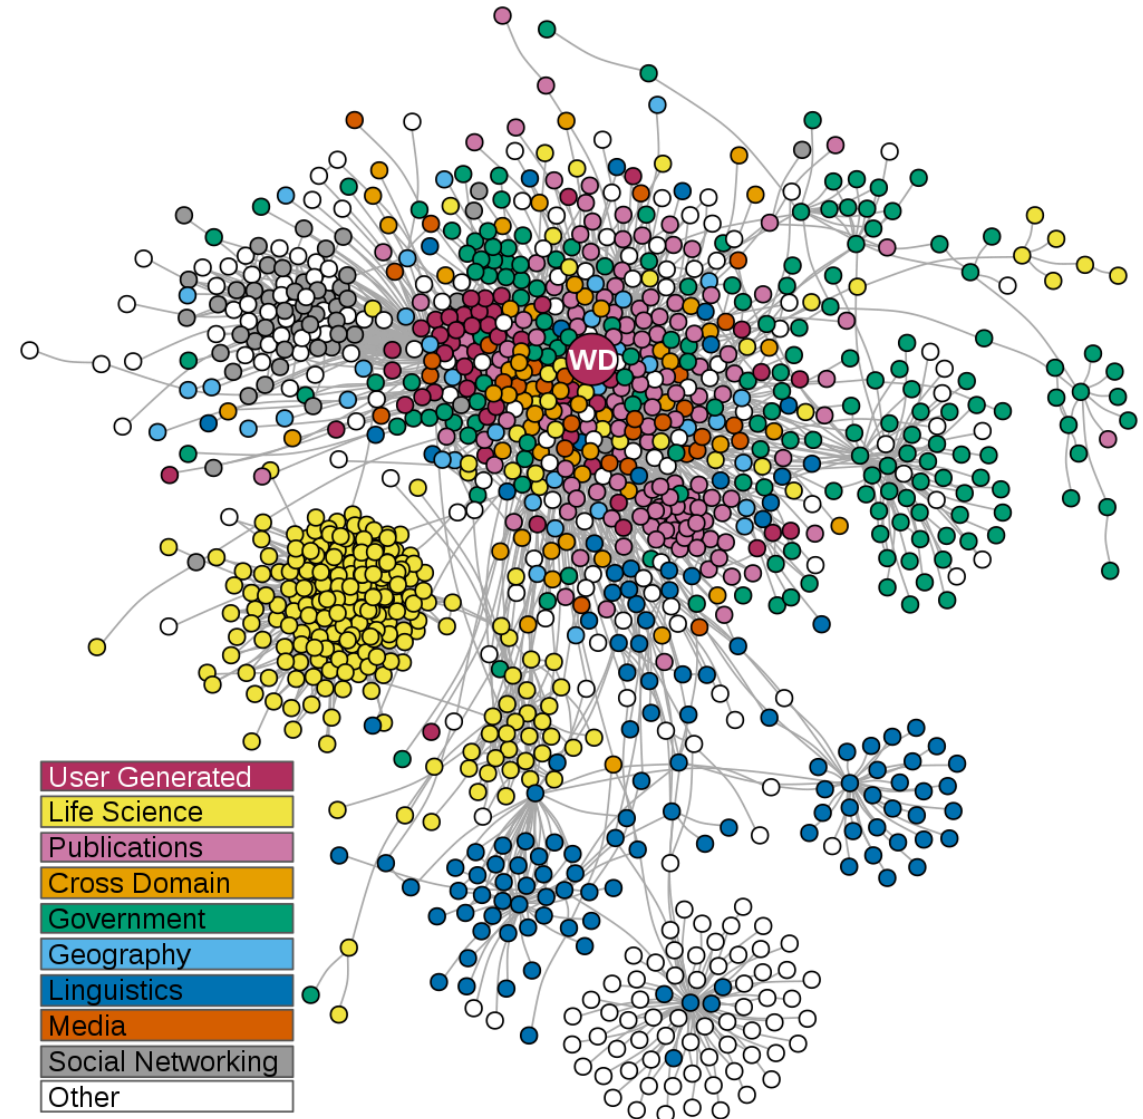 WD
User Generated
Life Science
Publications
Cross Domain
Government
Geography
Linguistics
Media
Social Networking
Other